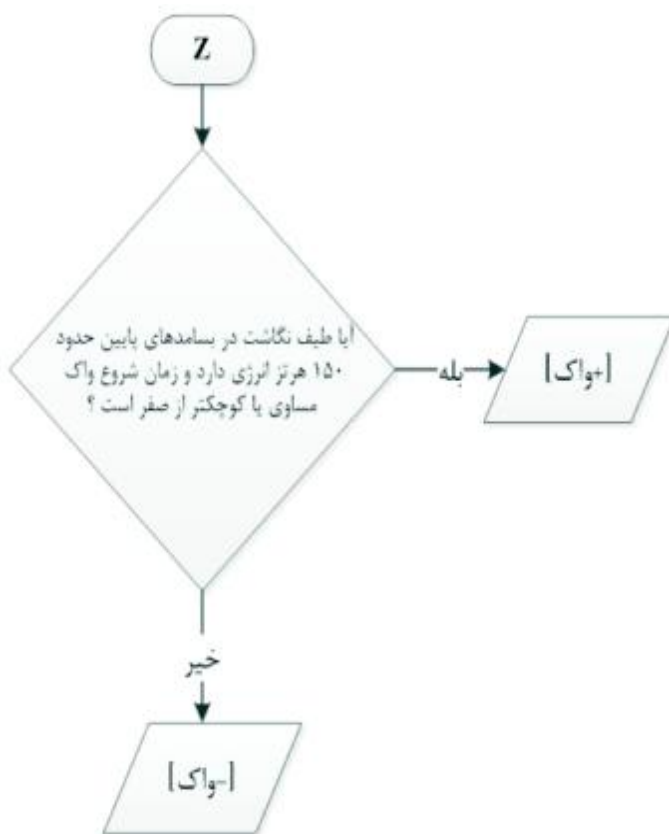 Z
آیا طیف نگاشت در بسامدهای پایین حدود
۱۵۰ هرتز انرژی دارد و زمان شروع واک
مساوی یا کوچکتر از صفر است ؟
بله
[+واک]
خیر
[-واک]